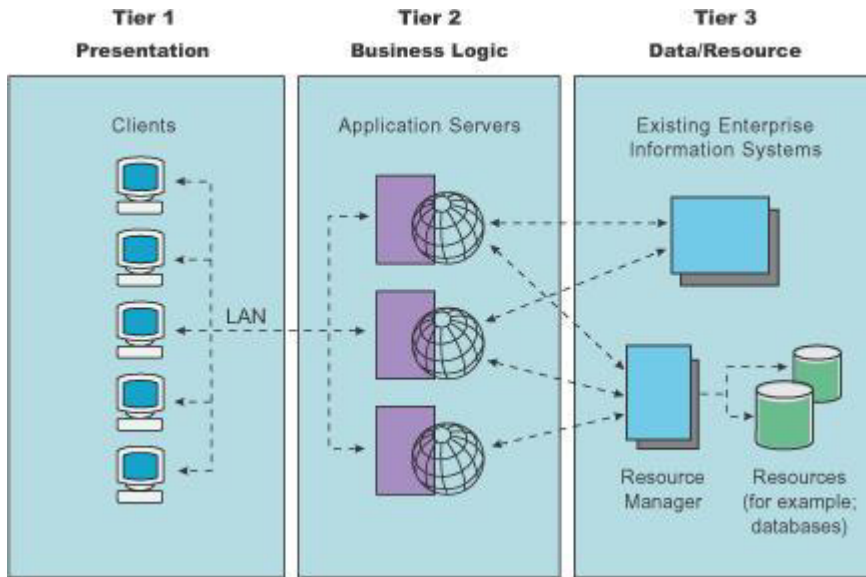 Tier 1
Presentation
Tier 2
Business Logic
Tier 3
Data/Resource
Clients
LAN
Application Servers
Existing Enterprise
Information Systems
Resource
Manager
Resources
(for example;
databases)